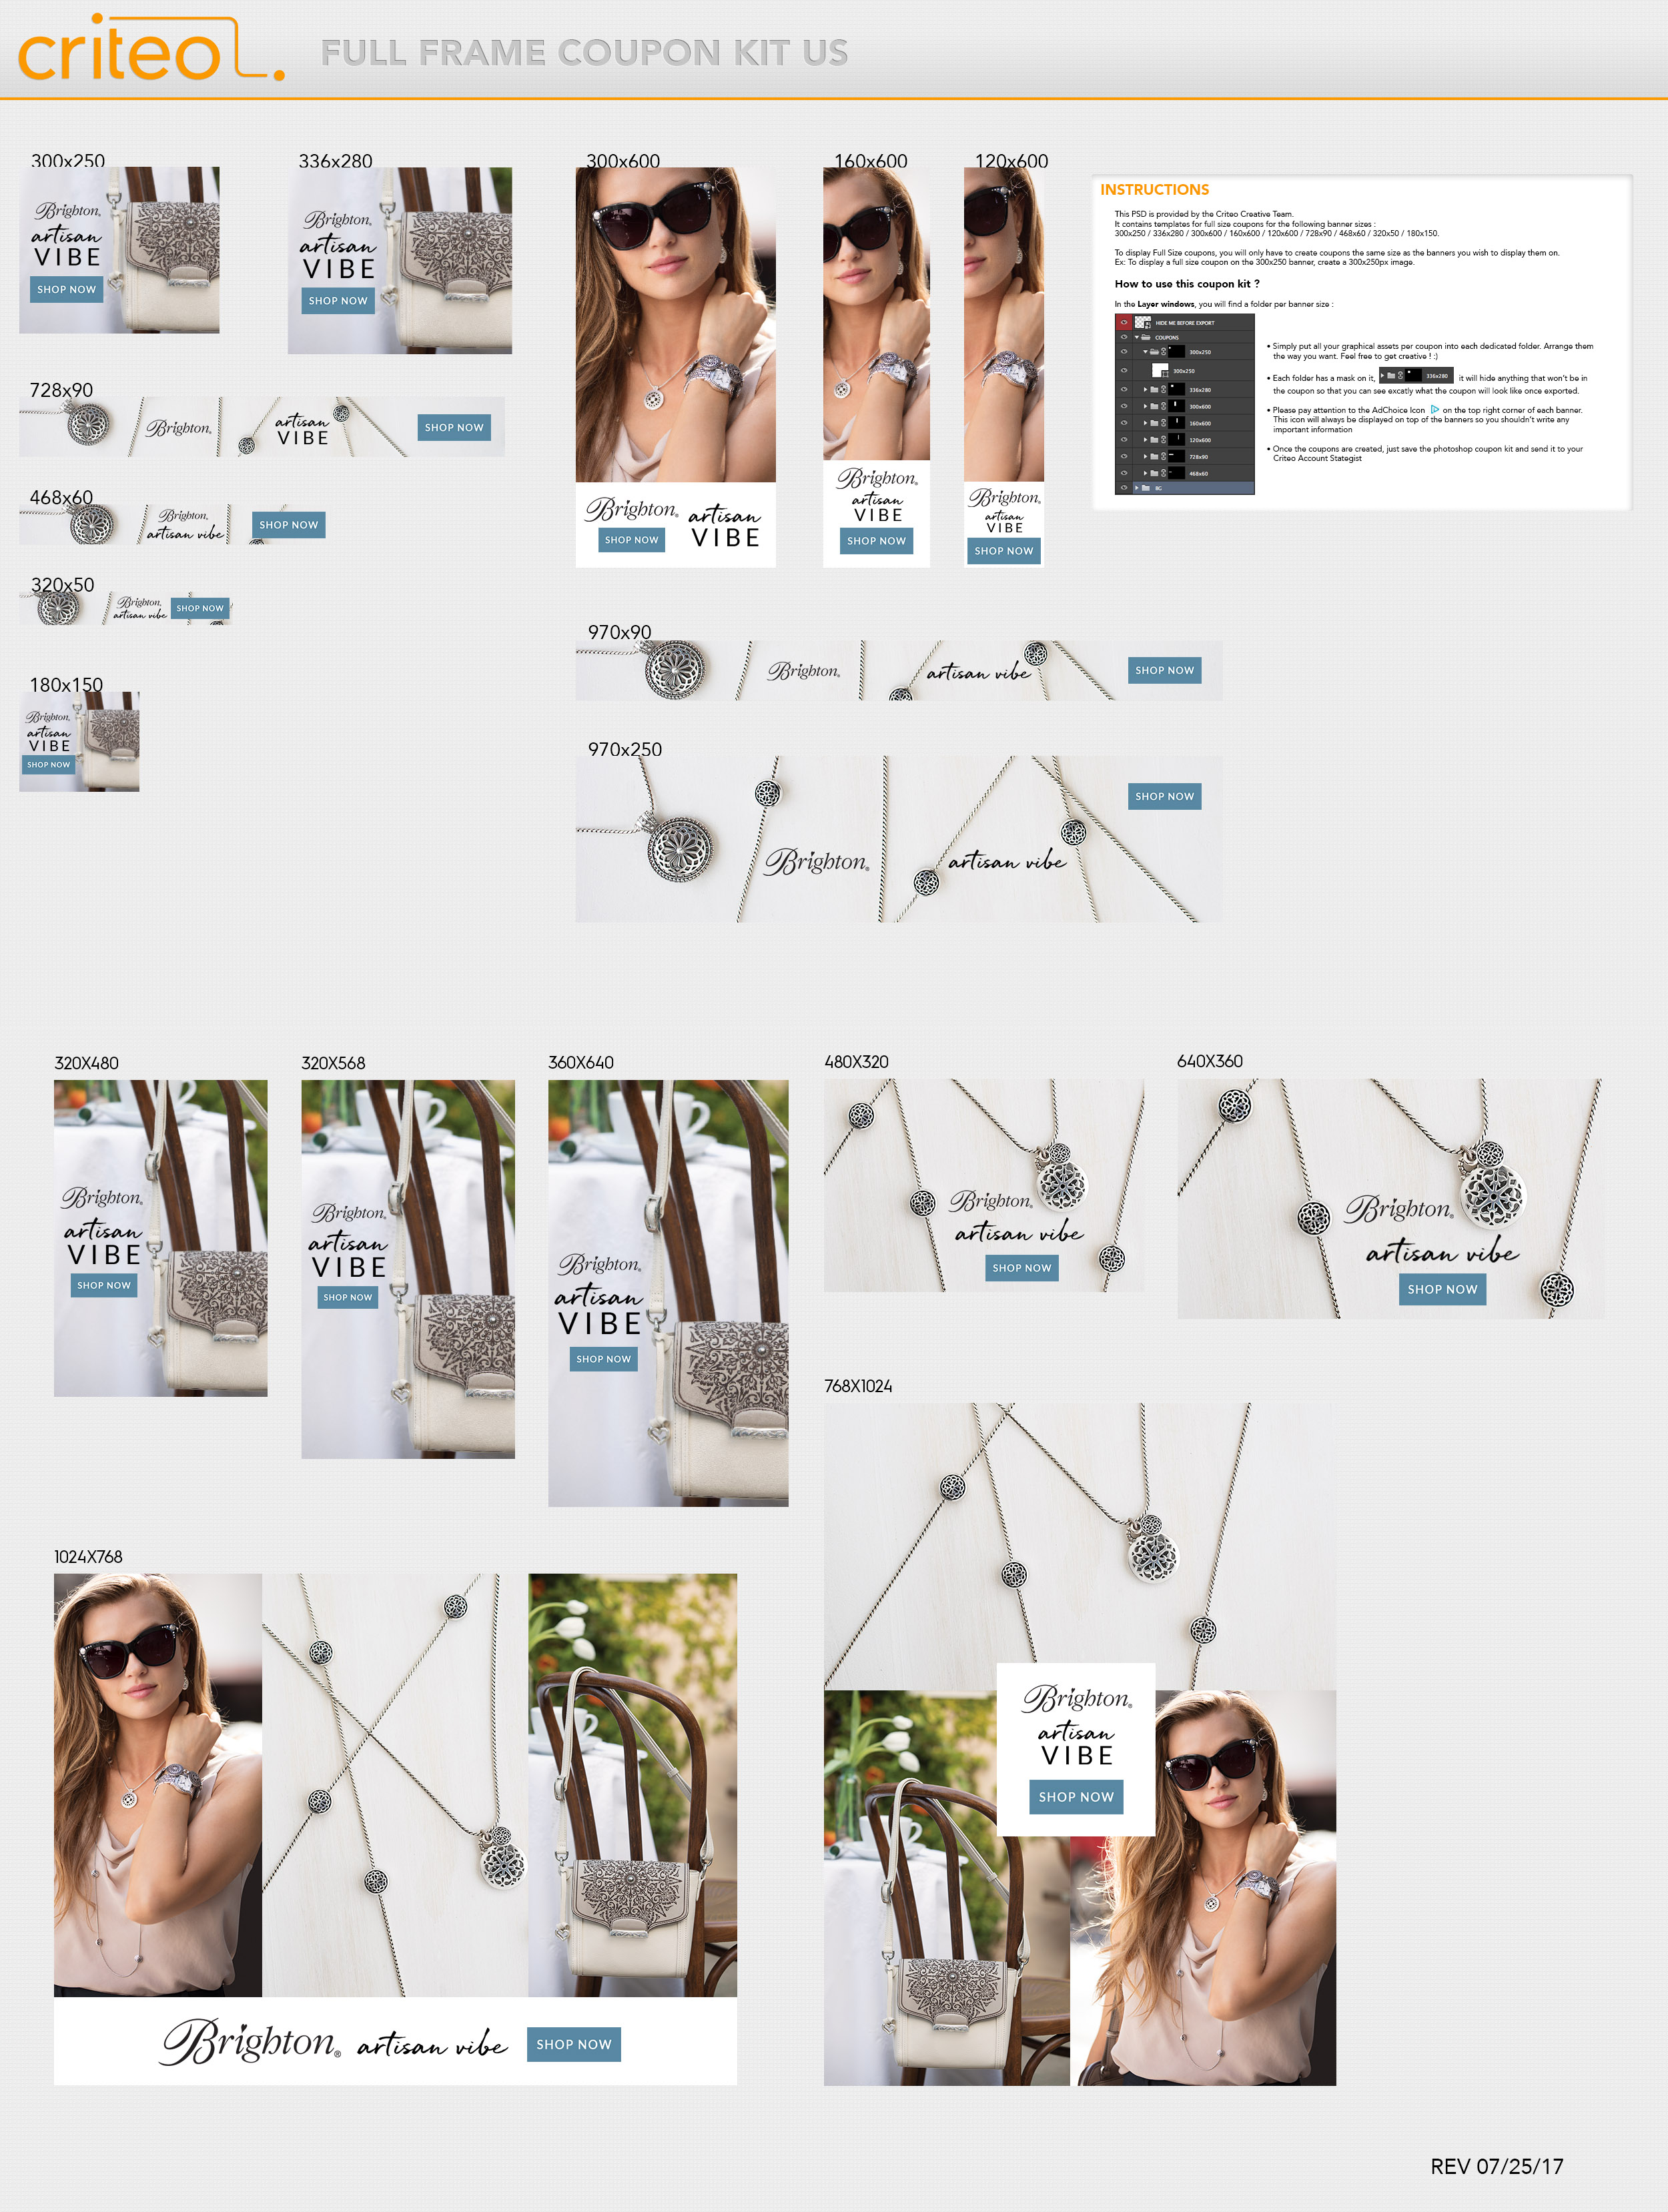 criteo.
FULL FRAME COUPON KIT US
300x250
Brighton®
artisan
VIBE
SHOP NOW
336x280
Brighton®
artisan
VIBE
SHOP NOW
300x600
Brighton®
SHOP NOW
artisan
VIBE
160x600
Brighton®
artisan
VIBE
SHOP NOW
120x600
Brighton®
artisan
VIBE
SHOP NOW
INSTRUCTIONS
This PSD is provided by the Criteo Creative Team.
It contains templates for full size coupons for the following banner sizes :
300x250 / 336x280 / 300x600 / 160x600 / 120x600 / 728x90 / 468x60 / 320x50 / 180x150.
To display Full Size coupons, you will only have to create coupons the same size as the banners you wish to display them on.
Ex: To display a full size coupon on the 300x250 banner, create a 300x250px image.
How to use this coupon kit ?
In the Layer windows, you will find a folder per banner size :
HIDE ME BEFORE EXPORT
COUPONS
300x250
300x250
336x280
300x600
160x600
120x600
728x90
468x60
BG
• Simply put all your graphical assets per coupon into each dedicated folder. Arrange them
the way you want. Feel free to get creative ! :)
• Each folder has a mask on it, 336x280 it will hide anything that won't be in
the coupon so that you can see excatly what the coupon will look like once exported.
• Please pay attention to the AdChoice Icon on the top right corner of each banner.
This icon will always be displayed on top of the banners so you shouldn't write any
important information
• Once the coupons are created, just save the photoshop coupon kit and send it to your
Criteo Account Stategist
728x90
Brighton®
artisan
VIBE
SHOP NOW
468x60
Brighton®
artisan vibe
SHOP NOW
320x50
Brighton®
artisan vibe
SHOP NOW
180x150
Brighton®
artisan
VIBE
SHOP NOW
970x90
Brighton®
artisan vibe
SHOP NOW
970x250
SHOP NOW
Brighton®
artisan vibe
320X480
Brighton®
artisan
VIBE
SHOP NOW
320X568
Brighton®
artisan
VIBE
SHOP NOW
360X640
Brighton®
artisan
VIBE
SHOP NOW
480X320
Brighton®
artisan vibe
SHOP NOW
640X360
Brighton®
artisan vibe
SHOP NOW
768X1024
Brighton®
artisan
VIBE
SHOP NOW
1024X768
Brighton® artisan vibe SHOP NOW
REV 07/25/17